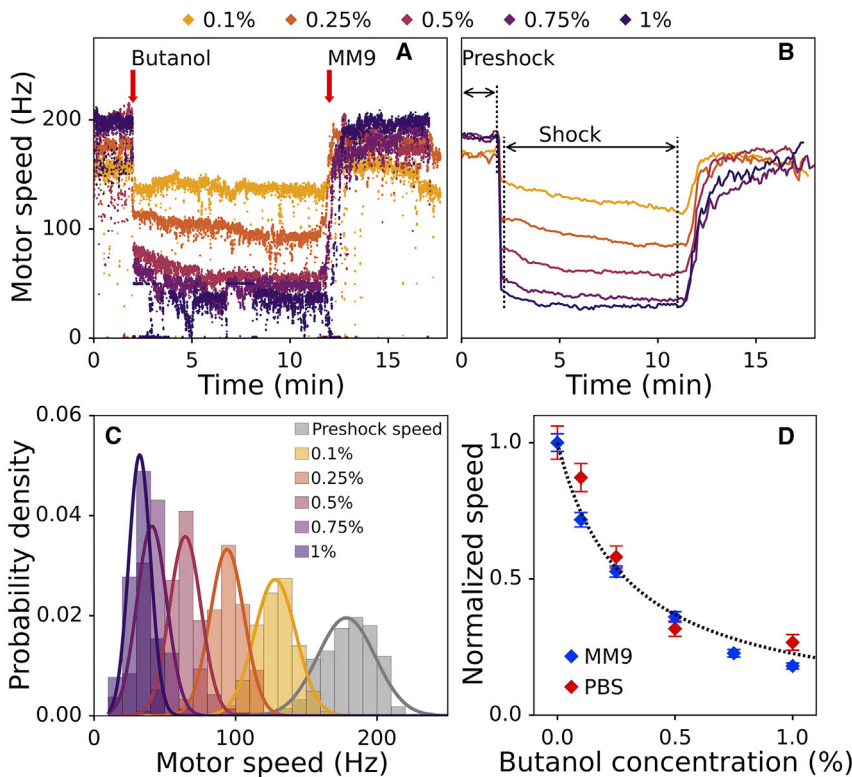 0.1% 0.25% 0.5% 0.75% 1%
Butanol MM9 A
Motor speed (Hz)
200
100
0
0 5 10 15
Time (min)
Preshock B
Shock
0 5 10 15
Time (min)
C
Probability density
0.06
0.04
0.02
0.00
Preshock speed
0.1%
0.25%
0.5%
0.75%
1%
0 100 200
Motor speed (Hz)
D
Normalized speed
1.0
0.5
0.0
MM9
PBS
0.0 0.5 1.0
Butanol concentration (%)